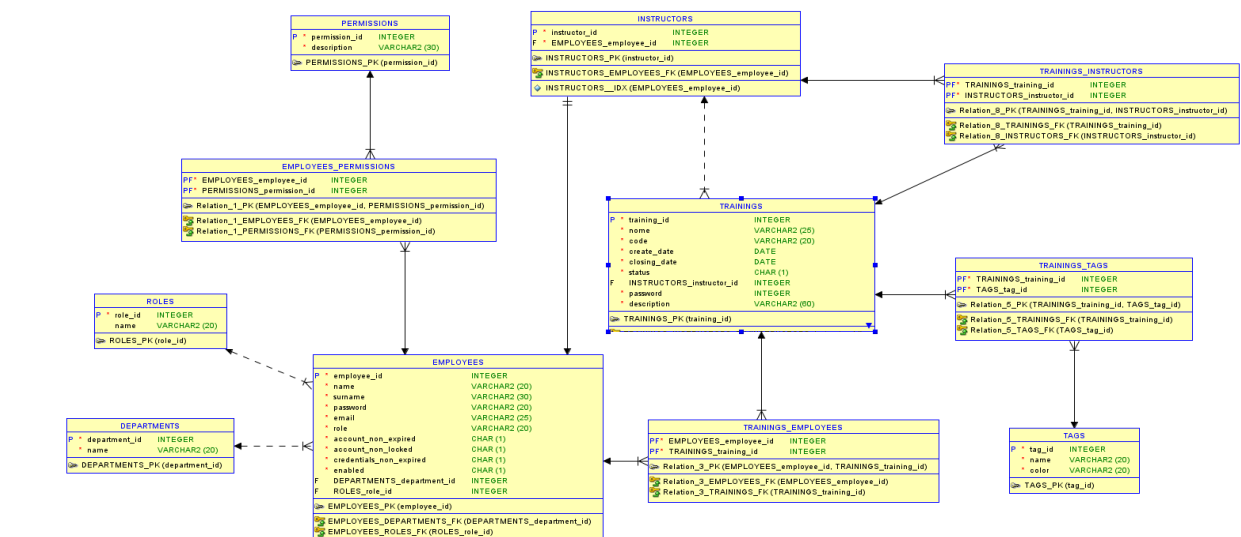 PERMISSIONS
P * permission_id INTEGER
* description VARCHAR2 (30)
PERMISSIONS_PK (permission_id)
INSTRUCTORS
P * instructor_id INTEGER
F * EMPLOYEES_employee_id INTEGER
INSTRUCTORS_PK (instructor_id)
INSTRUCTORS_EMPLOYEES_FK (EMPLOYEES_employee_id)
INSTRUCTORS__IDX (EMPLOYEES_employee_id)
TRAININGS_INSTRUCTORS
PF* TRAININGS_training_id INTEGER
PF* INSTRUCTORS_instructor_id INTEGER
Relation_8_PK (TRAININGS_training_id, INSTRUCTORS_instructor_id)
Relation_8_TRAININGS_FK (TRAININGS_training_id)
Relation_8_INSTRUCTORS_FK (INSTRUCTORS_instructor_id)
EMPLOYEES_PERMISSIONS
PF* EMPLOYEES_employee_id INTEGER
PF* PERMISSIONS_permission_id INTEGER
Relation_1_PK (EMPLOYEES_employee_id, PERMISSIONS_permission_id)
Relation_1_EMPLOYEES_FK (EMPLOYEES_employee_id)
Relation_1_PERMISSIONS_FK (PERMISSIONS_permission_id)
TRAININGS
P * training_id INTEGER
* nome VARCHAR2 (25)
* code VARCHAR2 (20)
* create_date DATE
* closing_date DATE
* status CHAR (1)
F INSTRUCTORS_instructor_id INTEGER
* password INTEGER
* description VARCHAR2 (60)
TRAININGS_PK (training_id)
TRAININGS_TAGS
PF* TRAININGS_training_id INTEGER
PF* TAGS_tag_id INTEGER
Relation_5_PK (TRAININGS_training_id, TAGS_tag_id)
Relation_5_TRAININGS_FK (TRAININGS_training_id)
Relation_5_TAGS_FK (TAGS_tag_id)
ROLES
P * role_id INTEGER
name VARCHAR2 (20)
ROLES_PK (role_id)
EMPLOYEES
P * employee_id INTEGER
* name VARCHAR2 (20)
* surname VARCHAR2 (30)
* password VARCHAR2 (20)
* email VARCHAR2 (25)
* role VARCHAR2 (20)
* account_non_expired CHAR (1)
* account_non_locked CHAR (1)
* credentials_non_expired CHAR (1)
* enabled CHAR (1)
F DEPARTMENTS_department_id INTEGER
F ROLES_role_id INTEGER
EMPLOYEES_PK (employee_id)
EMPLOYEES_DEPARTMENTS_FK (DEPARTMENTS_department_id)
EMPLOYEES_ROLES_FK (ROLES_role_id)
DEPARTMENTS
P * department_id INTEGER
* name VARCHAR2 (20)
DEPARTMENTS_PK (department_id)
TRAININGS_EMPLOYEES
PF* EMPLOYEES_employee_id INTEGER
PF* TRAININGS_training_id INTEGER
Relation_3_PK (EMPLOYEES_employee_id, TRAININGS_training_id)
Relation_3_EMPLOYEES_FK (EMPLOYEES_employee_id)
Relation_3_TRAININGS_FK (TRAININGS_training_id)
TAGS
P * tag_id INTEGER
* name VARCHAR2 (20)
* color VARCHAR2 (20)
TAGS_PK (tag_id)